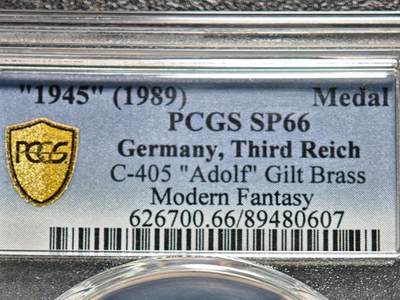 "1945" (1989) Medal
PCGS SP66
PCGS
Germany, Third Reich
C-405 "Adolf" Gilt Brass
Modern Fantasy
626700.66/89480607